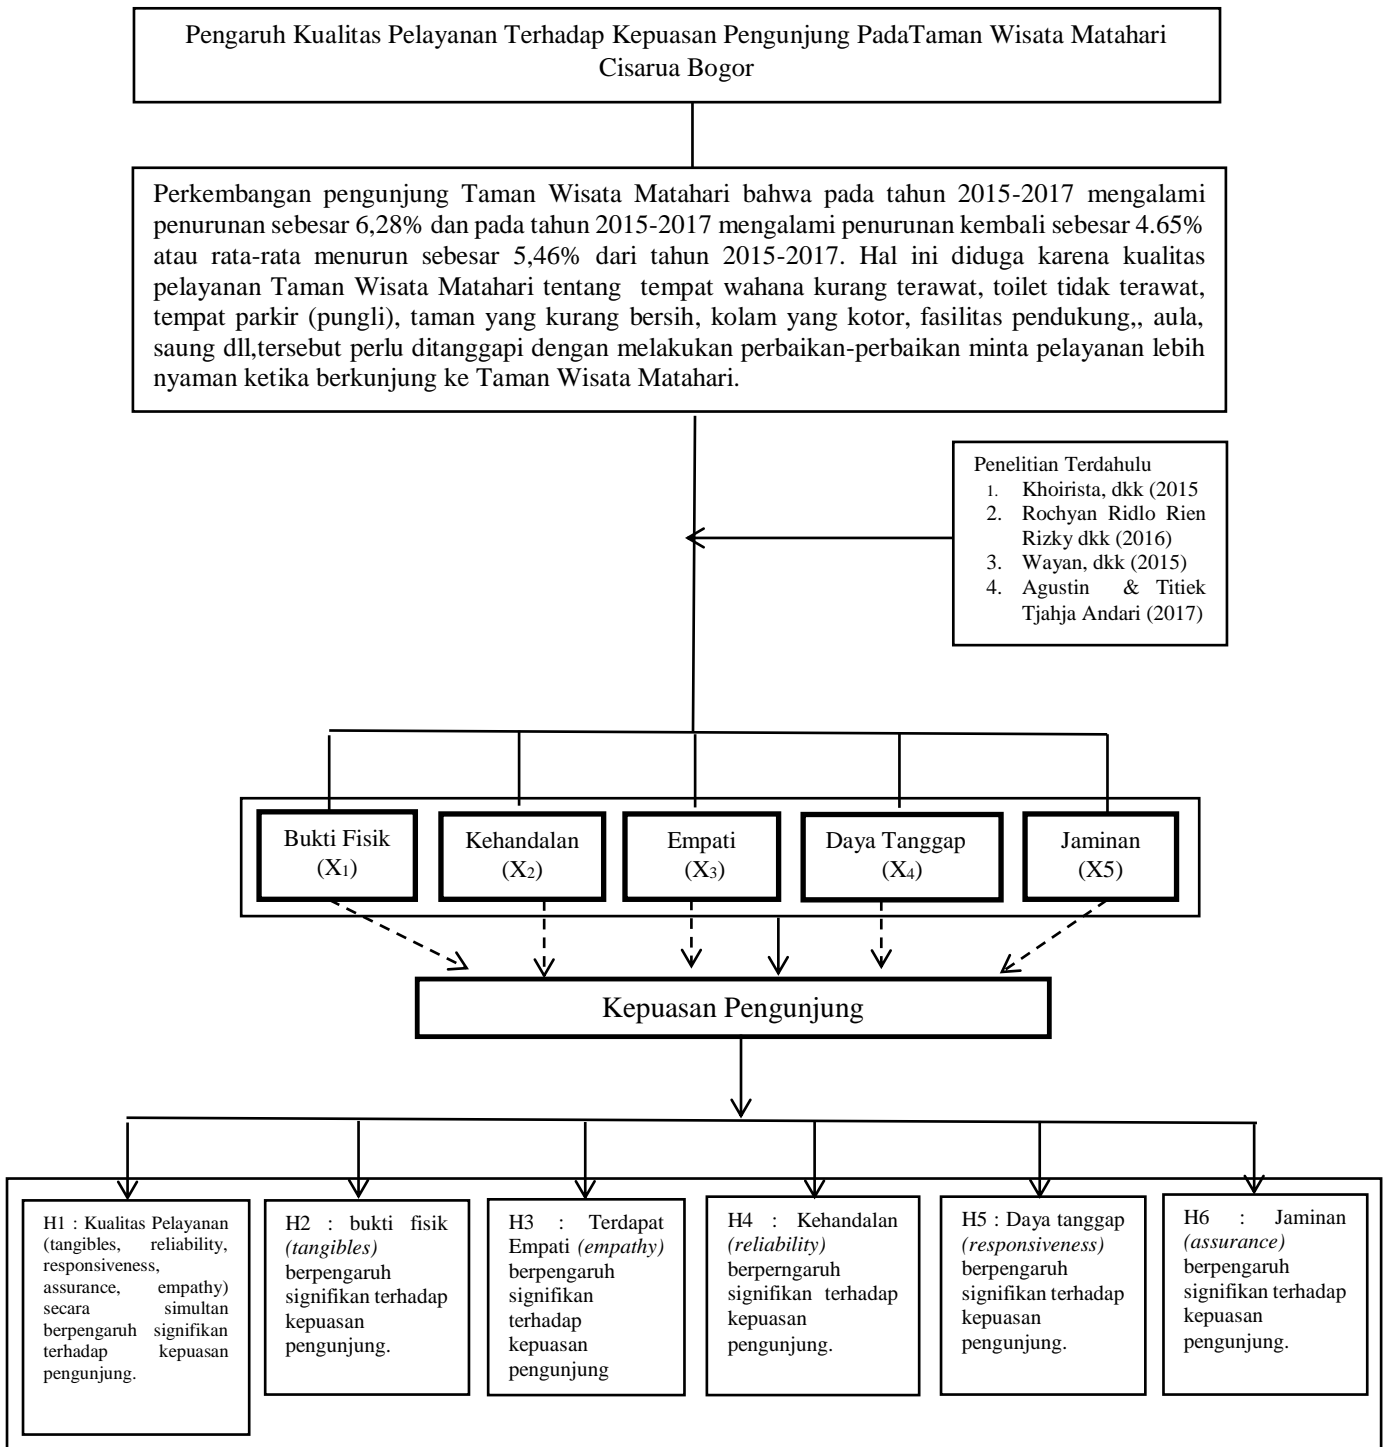 Pengaruh Kualitas Pelayanan Terhadap Kepuasan Pengunjung PadaTaman Wisata Matahari
Cisarua Bogor
Perkembangan pengunjung Taman Wisata Matahari bahwa pada tahun 2015-2017 mengalami
penurunan sebesar 6,28% dan pada tahun 2015-2017 mengalami penurunan kembali sebesar 4.65%
atau rata-rata menurun sebesar 5,46% dari tahun 2015-2017. Hal ini diduga karena kualitas
pelayanan Taman Wisata Matahari tentang tempat wahana kurang terawat, toilet tidak terawat,
tempat parkir (pungli), taman yang kurang bersih, kolam yang kotor, fasilitas pendukung,, aula,
saung dll,tersebut perlu ditanggapi dengan melakukan perbaikan-perbaikan minta pelayanan lebih
nyaman ketika berkunjung ke Taman Wisata Matahari.
Penelitian Terdahulu
1. Khoirista, dkk (2015
2. Rochyan Ridlo Rien
Rizky dkk (2016)
3. Wayan, dkk (2015)
4. Agustin & Titiek
Tjahja Andari (2017)
Bukti Fisik
(X1)
Kehandalan
(X2)
Empati
(X3)
Daya Tanggap
(X4)
Jaminan
(X5)
Kepuasan Pengunjung
H1 : Kualitas Pelayanan
(tangibles, reliability,
responsiveness,
assurance, empathy)
secara simultan
berpengaruh signifikan
terhadap kepuasan
pengunjung.
H2 : bukti fisik
(tangibles)
berpengaruh
signifikan terhadap
kepuasan
pengunjung.
H3 : Terdapat
Empati (empathy)
berpengaruh
signifikan
terhadap
kepuasan
pengunjung
H4 : Kehandalan
(reliability)
berperngaruh
signifikan terhadap
kepuasan
pengunjung.
H5 : Daya tanggap
(responsiveness)
berpengaruh
signifikan terhadap
kepuasan
pengunjung.
H6 : Jaminan
(assurance)
berpengaruh
signifikan terhadap
kepuasan
pengunjung.